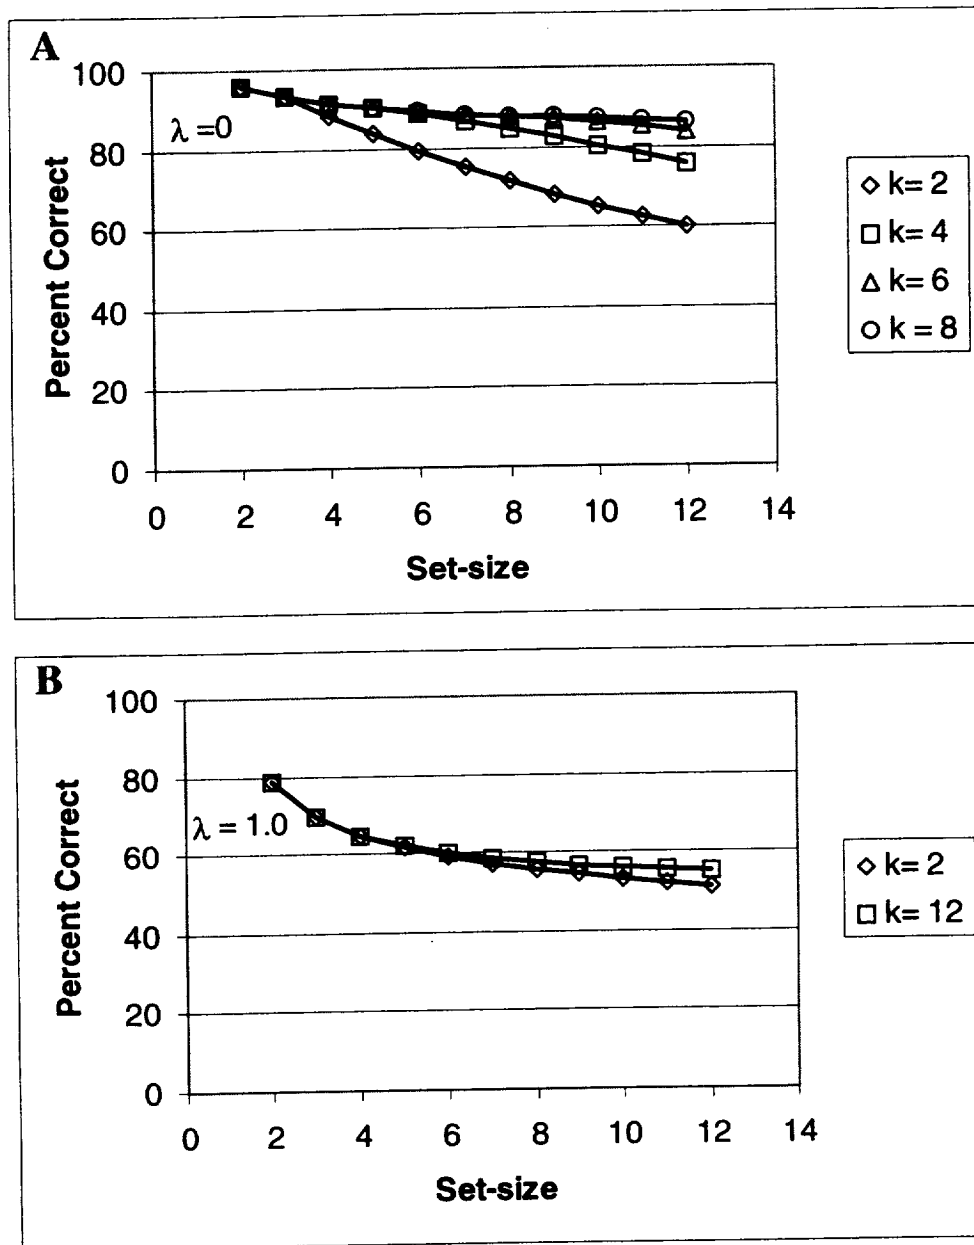 A
100
80
60
40
20
0
λ =0
Percent Correct
0 2 4 6 8 10 12 14
Set-size
k= 2
k= 4
k= 6
k = 8
B
100
80
60
40
20
0
λ = 1.0
Percent Correct
0 2 4 6 8 10 12 14
Set-size
k= 2
k= 12